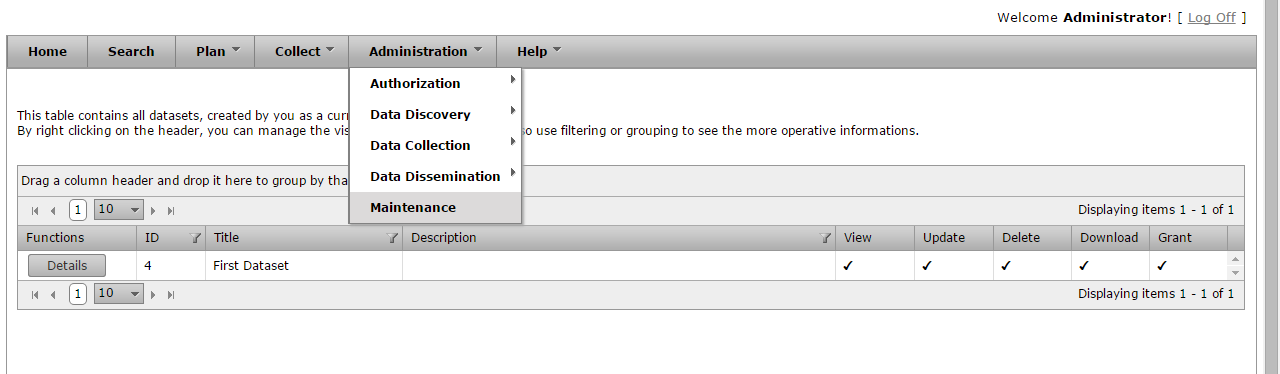 Welcome Administrator! [ Log Off ]
Home Search Plan Collect Administration Help
Authorization
Data Discovery
Data Collection
Data Dissemination
Maintenance
This table contains all datasets, created by you as a
By right clicking on the header, you can manage the so use filtering or grouping to see the more operative informations.
Drag a column header and drop it here to group by
1 10 Displaying items 1 - 1 of 1
Functions ID Title Description View Update Delete Download Grant
Details 4 First Dataset ✓ ✓ ✓ ✓ ✓
1 10 Displaying items 1 - 1 of 1